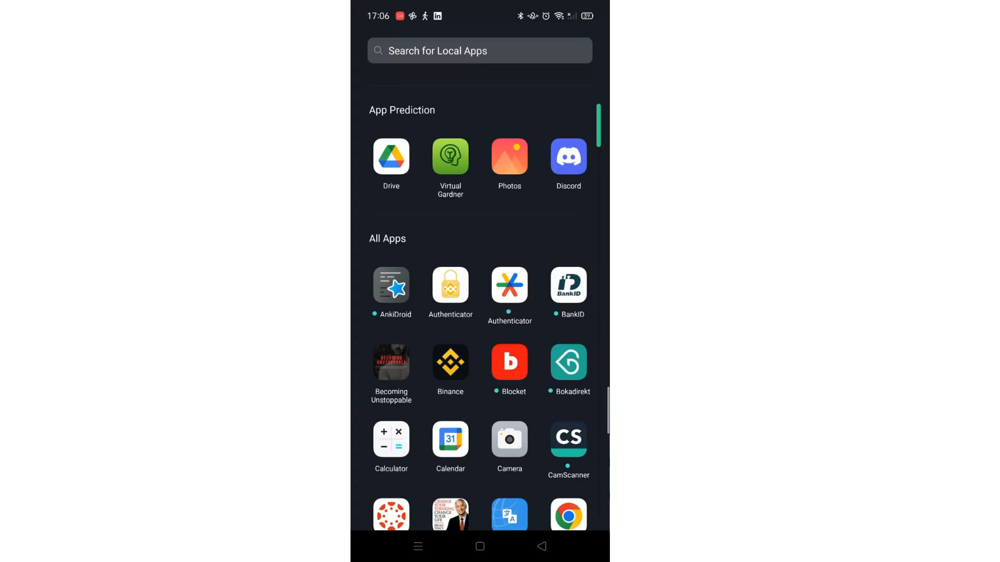 17:06
39
Search for Local Apps
App Prediction
Drive
Virtual
Gardner
Photos
Discord
All Apps
BankID
AnkiDroid
Authenticator
Authenticator
BankID
BECOMING
UNSTOPPABLE
b
Becoming
Unstoppable
Binance
Blocket
Bokadirekt
31
CS
Calculator
Calendar
Camera
CamScanner
CHANGE
YOUR
THINKING
CHANGE
YOUR
LIFE
BRIAN
TRACY
文
A